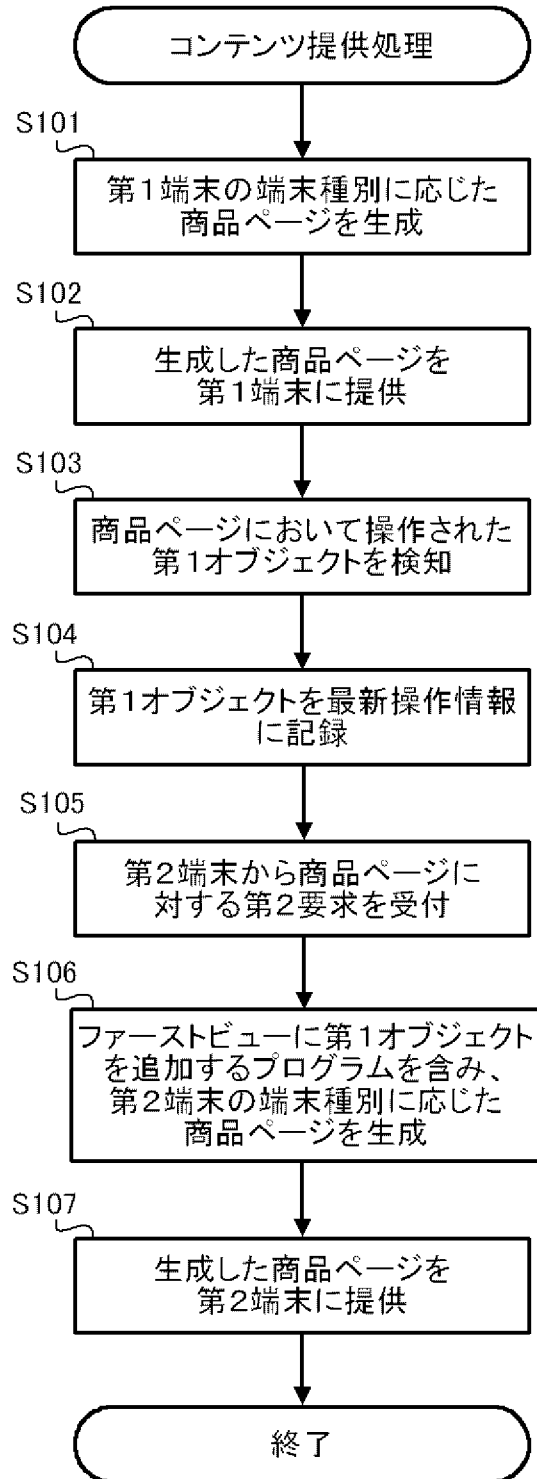 コンテンツ提供処理
S101
第1端末の端末種別に応じた
商品ページを生成
S102
生成した商品ページを
第1端末に提供
S103
商品ページにおいて操作された
第1オブジェクトを検知
S104
第1オブジェクトを最新操作情報
に記録
S105
第2端末から商品ページに
対する第2要求を受付
S106
ファーストビューに第1オブジェクト
を追加するプログラムを含み、
第2端末の端末種別に応じた
商品ページを生成
S107
生成した商品ページを
第2端末に提供
終了